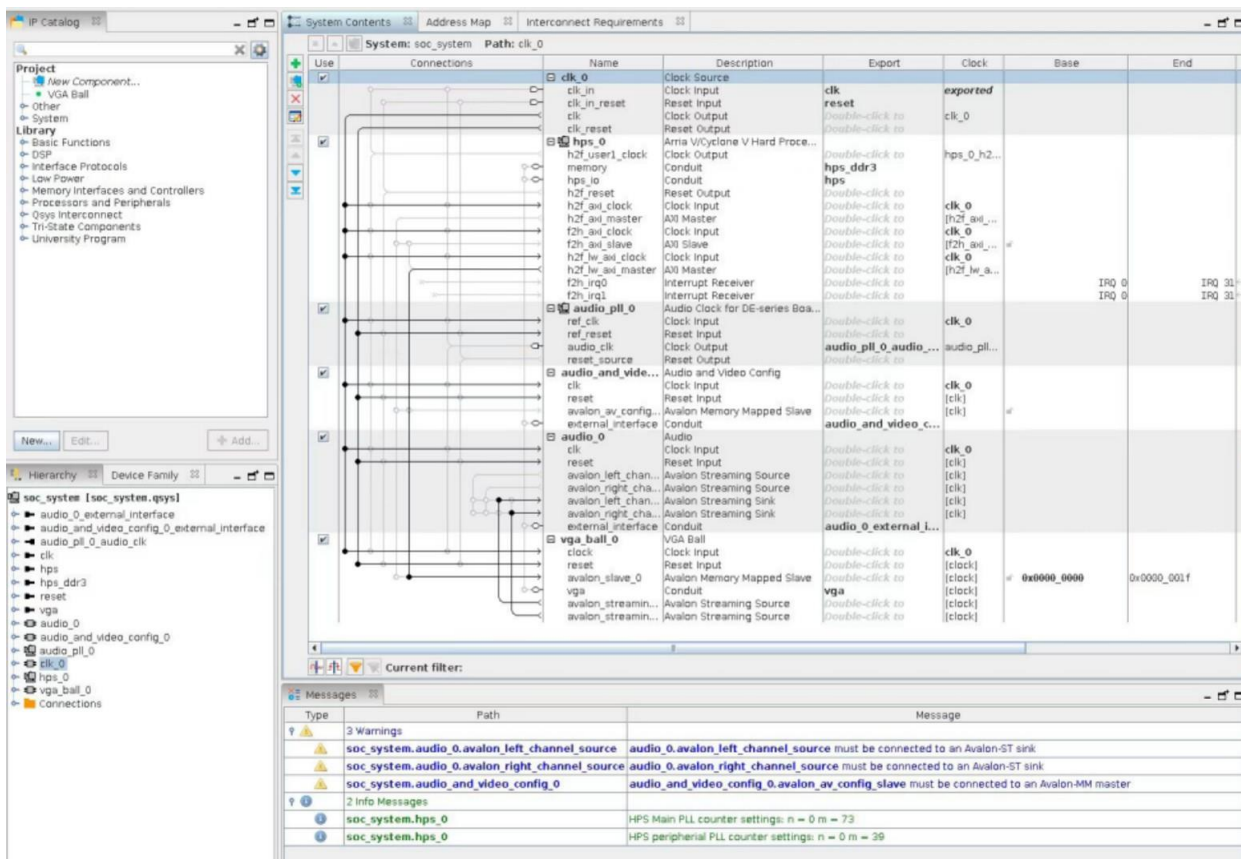 IP Catalog
Project
New Component...
VGA Ball
Other
System
Library
Basic Functions
DSP
Interface Protocols
Low Power
Memory Interfaces and Controllers
Processors and Peripherals
Qsys Interconnect
Tri-State Components
University Program
New... Edit... Add...
Hierarchy Device Family
soc_system [soc_system.qsys]
audio_0_external_interface
audio_and_video_config_0_external_interface
audio_pll_0_audio_clk
clk
hps
hps_ddr3
reset
vga
audio_0
audio_and_video_config_0
audio_pll_0
clk_0
hps_0
vga_ball_0
Connections
System Contents Address Map Interconnect Requirements
System: soc_system Path: clk_0
Use Connections Name Description Export Clock Base End
clk_0 Clock Source
clk_in Clock Input clk exported
clk_in_reset Reset Input reset
clk Clock Output Double-click to clk_0
clk_reset Reset Output Double-click to
hps_0 Arria V/Cyclone V Hard Proce...
h2f_user1_clock Clock Output Double-click to hps_0_h2...
memory Conduit hps_ddr3
hps_io Conduit hps
h2f_reset Reset Output Double-click to
h2f_axi_clock Clock Input Double-click to clk_0
h2f_axi_master AXI Master Double-click to [h2f_axi_...
f2h_axi_clock Clock Input Double-click to clk_0
f2h_axi_slave AXI Slave Double-click to [f2h_axi_...
h2f_lw_axi_clock Clock Input Double-click to clk_0
h2f_lw_axi_master AXI Master Double-click to [h2f_lw_a...
f2h_irq0 Interrupt Receiver Double-click to IRQ 0 IRQ 31
f2h_irq1 Interrupt Receiver Double-click to IRQ 0 IRQ 31
audio_pll_0 Audio Clock for DE-series Boa...
ref_clk Clock Input Double-click to clk_0
ref_reset Reset Input Double-click to
audio_clk Clock Output audio_pll_0_audio_... audio_pll...
reset_source Reset Output Double-click to
audio_and_vide... Audio and Video Config
clk Clock Input Double-click to clk_0
reset Reset Input Double-click to [clk]
avalon_av_config... Avalon Memory Mapped Slave Double-click to [clk]
external_interface Conduit audio_and_video_c...
audio_0 Audio
clk Clock Input Double-click to clk_0
reset Reset Input Double-click to [clk]
avalon_left_chan... Avalon Streaming Source Double-click to [clk]
avalon_right_cha... Avalon Streaming Source Double-click to [clk]
avalon_left_chan... Avalon Streaming Sink Double-click to [clk]
avalon_right_cha... Avalon Streaming Sink Double-click to [clk]
external_interface Conduit audio_0_external_i...
vga_ball_0 VGA Ball
clock Clock Input Double-click to clk_0
reset Reset Input Double-click to [clock]
avalon_slave_0 Avalon Memory Mapped Slave Double-click to [clock] 0x0000_0000 0x0000_001f
vga Conduit vga [clock]
avalon_streamin... Avalon Streaming Source Double-click to [clock]
avalon_streamin... Avalon Streaming Source Double-click to [clock]
Current filter:
Messages
Type Path Message
3 Warnings
soc_system.audio_0.avalon_left_channel_source audio_0.avalon_left_channel_source must be connected to an Avalon-ST sink
soc_system.audio_0.avalon_right_channel_source audio_0.avalon_right_channel_source must be connected to an Avalon-ST sink
soc_system.audio_and_video_config_0 audio_and_video_config_0.avalon_av_config_slave must be connected to an Avalon-MM master
2 Info Messages
soc_system.hps_0 HPS Main PLL counter settings: n = 0 m = 73
soc_system.hps_0 HPS peripherial PLL counter settings: n = 0 m = 39